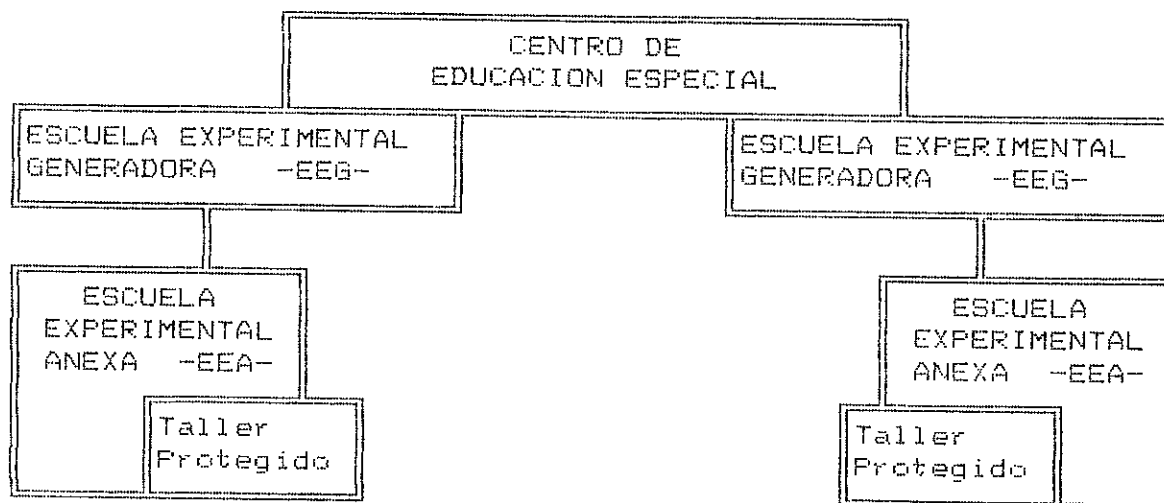 CENTRO DE
EDUCACION ESPECIAL
ESCUELA EXPERIMENTAL
GENERADORA -EEG-
ESCUELA EXPERIMENTAL
GENERADORA -EEG-
ESCUELA
EXPERIMENTAL
ANEXA -EEA-
Taller
Protegido
ESCUELA
EXPERIMENTAL
ANEXA -EEA-
Taller
Protegido